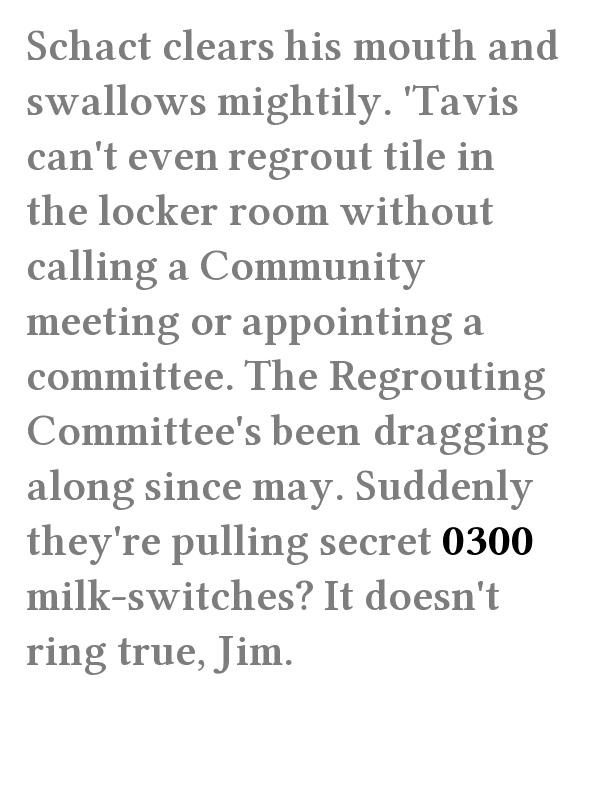 Schact clears his mouth and
swallows mightily. 'Tavis
can't even regrout tile in
the locker room without
calling a Community
meeting or appointing a
committee. The Regrouting
Committee's been dragging
along since may. Suddenly
they're pulling secret 0300
milk-switches? It doesn't
ring true, Jim.